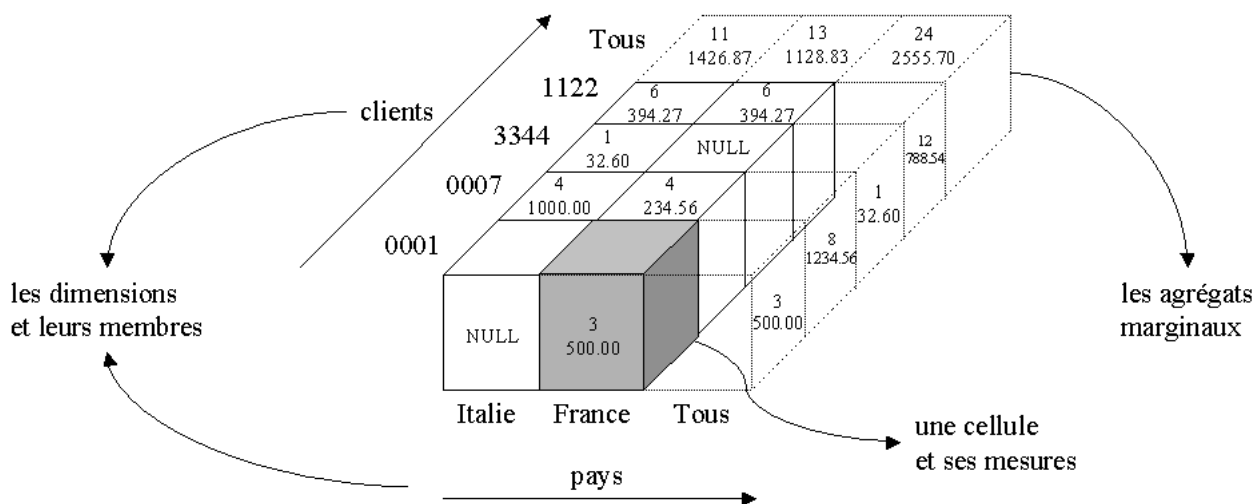 11
1426.87
13
1128.83
24
2555.70
Tous
1122
6
394.27
6
394.27
clients
3344
1
32.60
NULL
12
788.54
0007
4
1000.00
4
234.56
1
32.60
0001
8
1234.56
les dimensions
et leurs membres
3
500.00
les agrégats
marginaux
NULL
3
500.00
Italie
France
Tous
une cellule
et ses mesures
pays